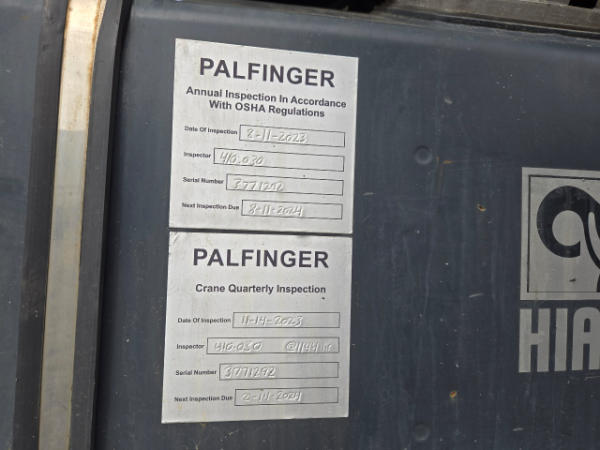 PALFINGER
Annual Inspection In Accordance
With OSHA Regulations
Date Of Inspection 8-11-2023
Inspector 416.030
Serial Number 3771292
Next Inspection Due 8-11-2024
PALFINGER
Crane Quarterly Inspection
Date Of Inspection 11-14-2023
Inspector 416.030
Serial Number 3771292
Next Inspection Due 2-14-2024
HIA